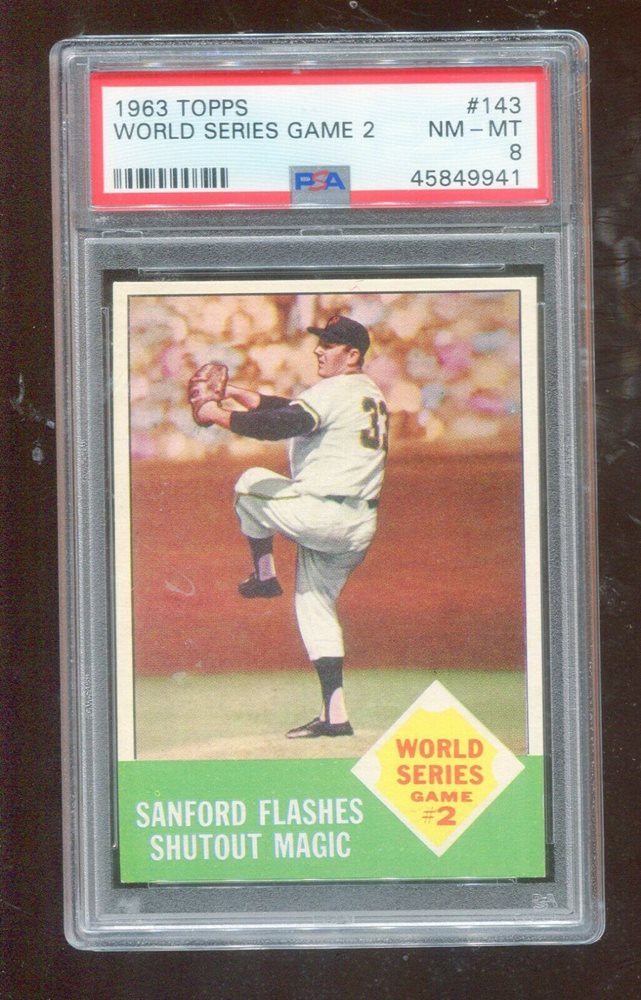 1963 TOPPS #143
WORLD SERIES GAME 2 NM - MT
8
PSA 45849941
33
WORLD
SERIES
GAME
#2
SANFORD FLASHES
SHUTOUT MAGIC